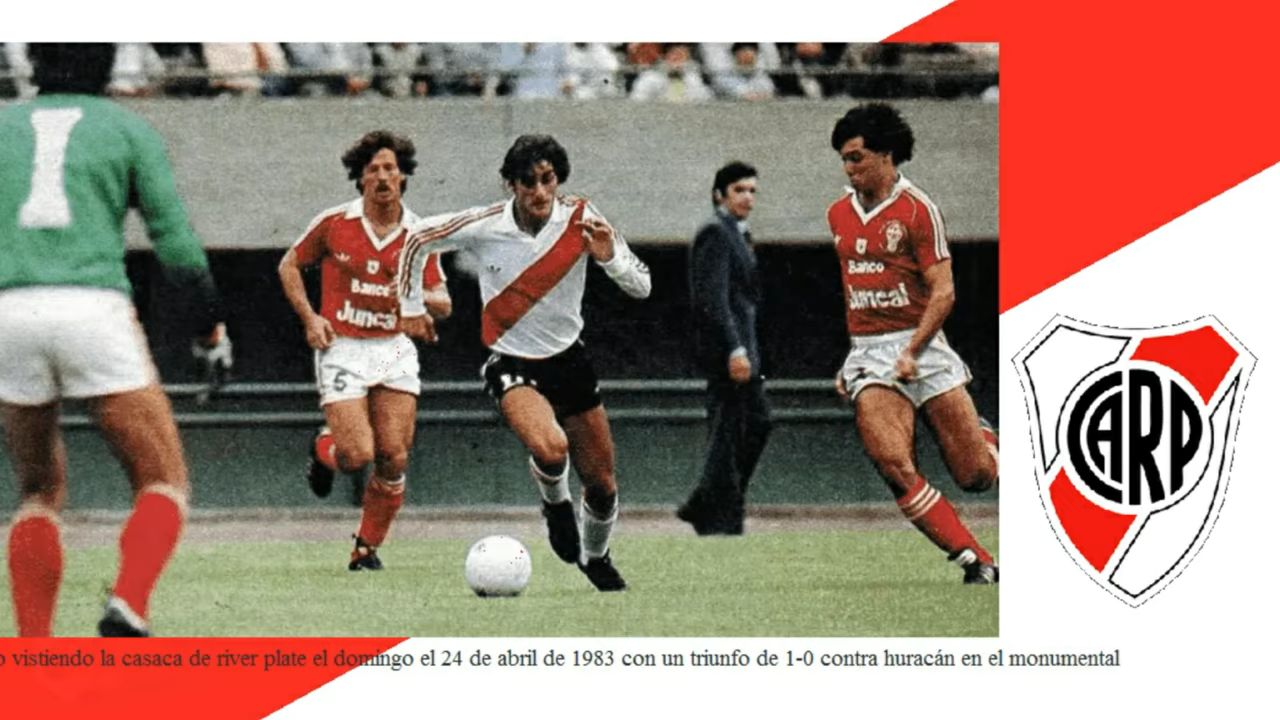 1
Banco
Juncal
5
Banco
Juncal
CARP
o vistiendo la casaca de river plate el domingo el 24 de abril de 1983 con un triunfo de 1-0 contra huracán en el monumental